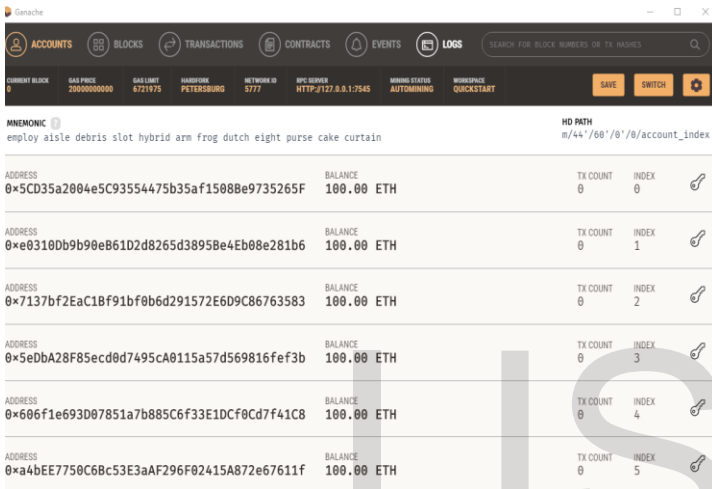 Ganache
ACCOUNTS BLOCKS TRANSACTIONS CONTRACTS EVENTS LOGS SEARCH FOR BLOCK NUMBERS OR TX HASHES
CURRENT BLOCK GAS PRICE GAS LIMIT HARDFORK NETWORK ID RPC SERVER MINING STATUS WORKSPACE
0 20000000000 6721975 PETERSBURG 5777 HTTP://127.0.0.1:7545 AUTOMINING QUICKSTART SAVE SWITCH
MNEMONIC ? HD PATH
employ aisle debris slot hybrid arm frog dutch eight purse cake curtain m/44'/60'/0'/0/account_index
ADDRESS BALANCE TX COUNT INDEX
0×5CD35a2004e5C93554475b35af1508Be9735265F 100.00 ETH 0 0
ADDRESS BALANCE TX COUNT INDEX
0×e0310Db9b90eB61D2d8265d3895Be4Eb08e281b6 100.00 ETH 0 1
ADDRESS BALANCE TX COUNT INDEX
0×7137bf2EaC1Bf91bf0b6d291572E6D9C86763583 100.00 ETH 0 2
ADDRESS BALANCE TX COUNT INDEX
0×5eDbA28F85ecd0d7495cA0115a57d569816fef3b 100.00 ETH 0 3
ADDRESS BALANCE TX COUNT INDEX
0×606f1e693D07851a7b885C6f33E1DCf0Cd7f41C8 100.00 ETH 0 4
ADDRESS BALANCE TX COUNT INDEX
0×a4bEE7750C6Bc53E3aAF296F02415A872e67611f 100.00 ETH 0 5